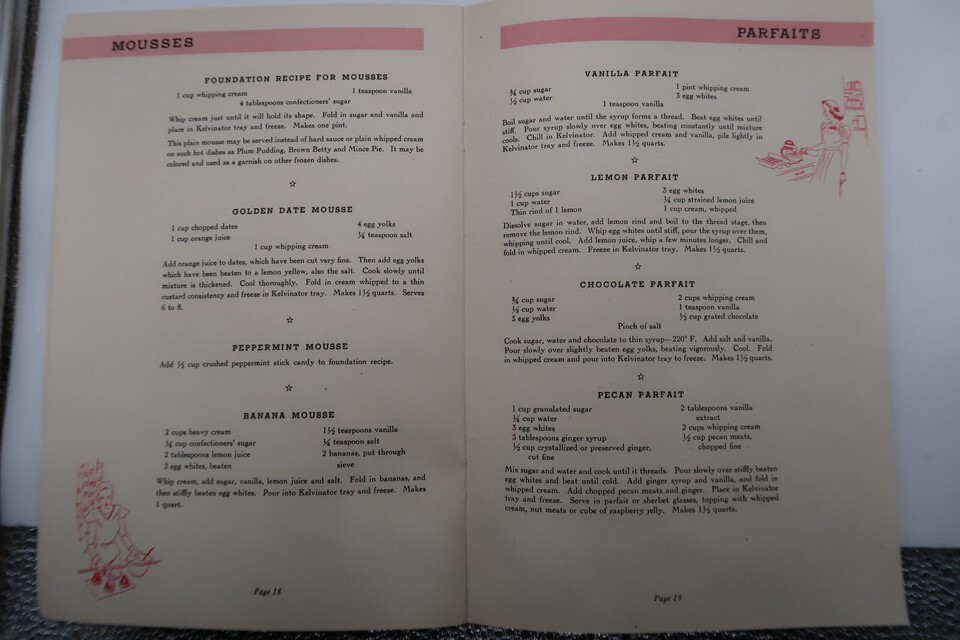 MOUSSES
FOUNDATION RECIPE FOR MOUSSES
1 cup whipping cream 1 teaspoon vanilla
4 tablespoons confectioners' sugar
Whip cream just until it will hold its shape. Fold in sugar and vanilla and
place in Kelvinator tray and freeze. Makes one pint.
This plain mousse may be served instead of hard sauce or plain whipped cream
on such hot dishes as Plum Pudding, Brown Betty and Mince Pie. It may be
colored and used as a garnish on other frozen dishes.
☆
GOLDEN DATE MOUSSE
1 cup chopped dates 4 egg yolks
1 cup orange juice ¼ teaspoon salt
1 cup whipping cream
Add orange juice to dates, which have been cut very fine. Then add egg yolks
which have been beaten to a lemon yellow, also the salt. Cook slowly until
mixture is thickened. Cool thoroughly. Fold in cream whipped to a thin
custard consistency and freeze in Kelvinator tray. Makes 1½ quarts. Serves
6 to 8.
☆
PEPPERMINT MOUSSE
Add ½ cup crushed peppermint stick candy to foundation recipe.
☆
BANANA MOUSSE
2 cups heavy cream 1½ teaspoons vanilla
cup confectioners' sugar ¼ teaspoon salt
2 tablespoons lemon juice 2 bananas, put through
2 egg whites, beaten sieve
Whip cream, add sugar, vanilla, lemon juice and salt. Fold in bananas, and
then stiffly beaten egg whites. Pour into Kelvinator tray and freeze. Makes
1 quart.
Page 18
PARFAITS
VANILLA PARFAIT
¾ cup sugar 1 pint whipping cream
½ cup water 3 egg whites
1 teaspoon vanilla
Boil sugar and water until the syrup forms a thread. Beat egg whites until
stiff. Pour syrup slowly over egg whites, beating constantly until mixture
cools. Chill in Kelvinator. Add whipped cream and vanilla, pile lightly in
Kelvinator tray and freeze. Makes 1½ quarts.
☆
LEMON PARFAIT
1½ cups sugar 3 egg whites
1 cup water cup strained lemon juice
Thin rind of 1 lemon 1 cup cream, whipped
Dissolve sugar in water, add lemon rind and boil to the thread stage, then
remove the lemon rind. Whip egg whites until stiff, pour the syrup over them,
whipping until cool. Add lemon juice, whip a few minutes longer. Chill and
fold in whipped cream. Freeze in Kelvinator tray. Makes 1½ quarts.
☆
CHOCOLATE PARFAIT
¾ cup sugar 2 cups whipping cream
½ cup water 1 teaspoon vanilla
3 egg yolks ½ cup grated chocolate
Pinch of salt
Cook sugar, water and chocolate to thin syrup—220° F. Add salt and vanilla.
Pour slowly over slightly beaten egg yolks, beating vigorously. Cool. Fold
in whipped cream and pour into Kelvinator tray to freeze. Makes 1½ quarts.
☆
PECAN PARFAIT
1 cup granulated sugar 2 tablespoons vanilla
cup water extract
3 egg whites 2 cups whipping cream
3 tablespoons ginger syrup ½ cup pecan meats,
½ cup crystallized or preserved ginger, chopped fine
cut fine
Mix sugar and water and cook until it threads. Pour slowly over stiffly beaten
egg whites and beat until cold. Add ginger syrup and vanilla, and fold in
whipped cream. Add chopped pecan meats and ginger. Place in Kelvinator
tray and freeze. Serve in parfait or sherbet glasses, topping with whipped
cream, nut meats or cube of raspberry jelly. Makes 1½ quarts.
Page 19